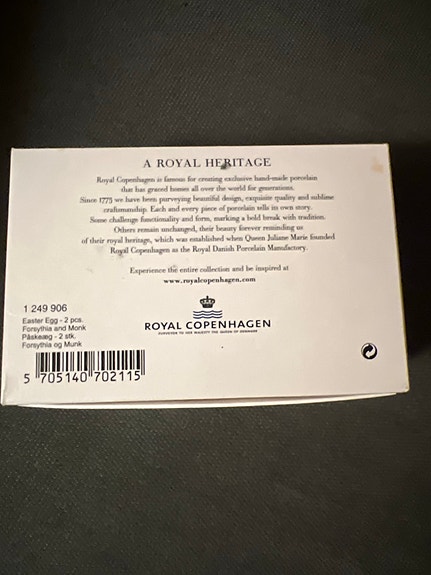 A ROYAL HERITAGE
Royal Copenhagen is famous for creating exclusive hand-made porcelain
that has graced homes all over the world for generations.
Since 1775 we have been purveying beautiful design, exquisite quality and sublime
craftsmanship. Each and every piece of porcelain tells its own story.
Some challenge functionality and form, marking a bold break with tradition.
Others remain unchanged, their beauty forever reminding us
of their royal heritage, which was established when Queen Juliane Marie founded
Royal Copenhagen as the Royal Danish Porcelain Manufactory.
Experience the entire collection and be inspired at
www.royalcopenhagen.com
ROYAL COPENHAGEN
PURVEYOR TO HER MAJESTY THE QUEEN OF DENMARK
1 249 906
Easter Egg - 2 pcs.
Forsythia and Monk
Påskeæg - 2 stk.
Forsythia og Munk
5 705140 702115